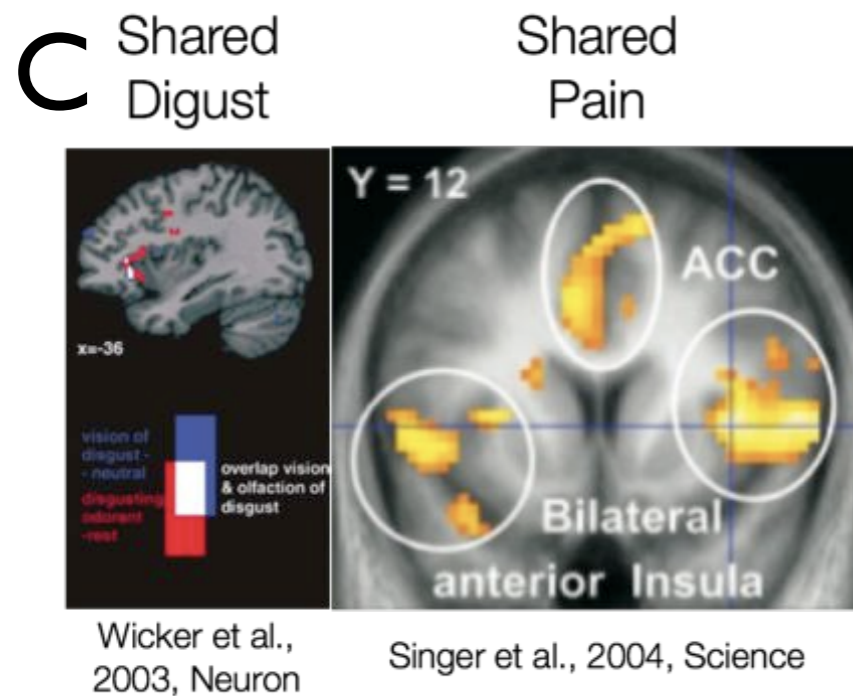 C
Shared
Digust
Shared
Pain
Y = 12
ACC
x=-36
vision of
disgust -
- neutral
disgusting
odorant
-rest
overlap vision
& olfaction of
disgust
Bilateral
anterior Insula
Wicker et al.,
2003, Neuron
Singer et al., 2004, Science